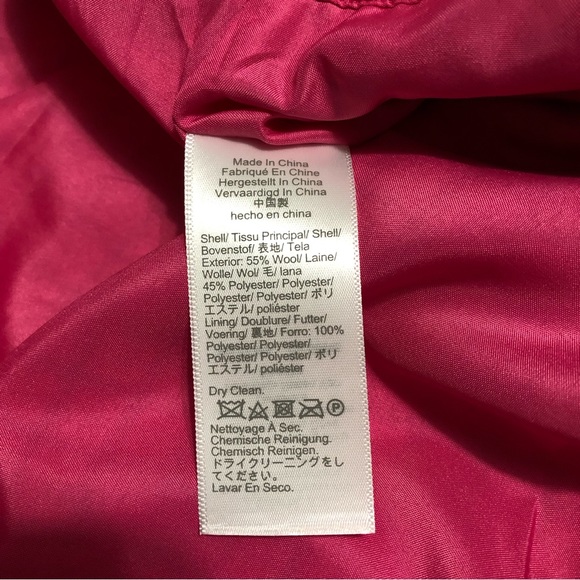 Made In China
Fabriqué En Chine
Hergestellt In China
Vervaardigd In China
中国製
hecho en china
Shell/ Tissu Principal/ Shell/
Bovenstof/ 表地/ Tela
Exterior: 55% Wool/ Laine/
Wolle/ Wol/ 毛/ lana
45% Polyester/ Polyester/
Polyester/ Polyester/ ポリ
エステル/ poliéster
Lining/ Doublure/ Futter/
Voering/ 裏地/ Forro: 100%
Polyester/ Polyester/
Polyester/ Polyester/ ポリ
エステル/ poliéster
Dry Clean.
P
Nettoyage À Sec.
Chemische Reinigung.
Chemisch Reinigen.
ドライクリーニングをし
てください。
Lavar En Seco.